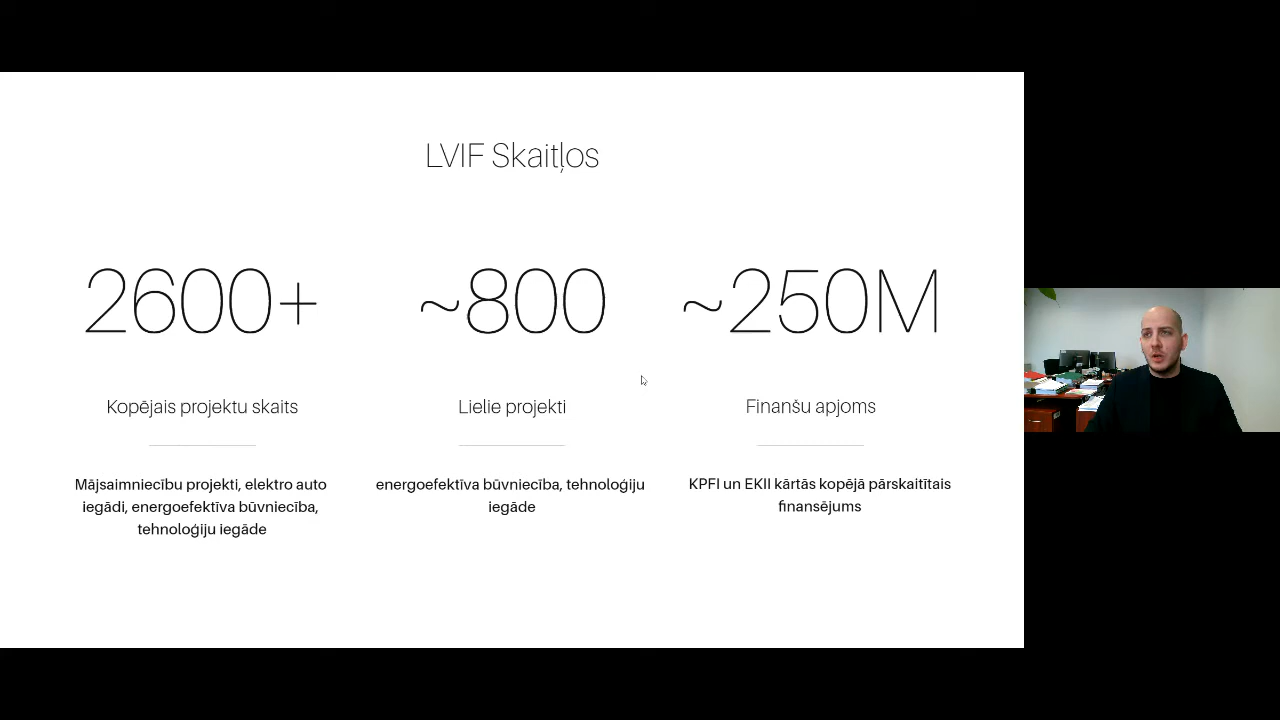 LVIF Skaitļos
2600+
~800
~250M
Kopējais projektu skaits
Lielie projekti
Finanšu apjoms
Mājsaimniecību projekti, elektro auto
iegādi, energoefektīva būvniecība,
tehnoloģiju iegāde
energoefektīva būvniecība, tehnoloģiju
iegāde
KPFI un EKII kārtās kopējā pārskaitītais
finansējums